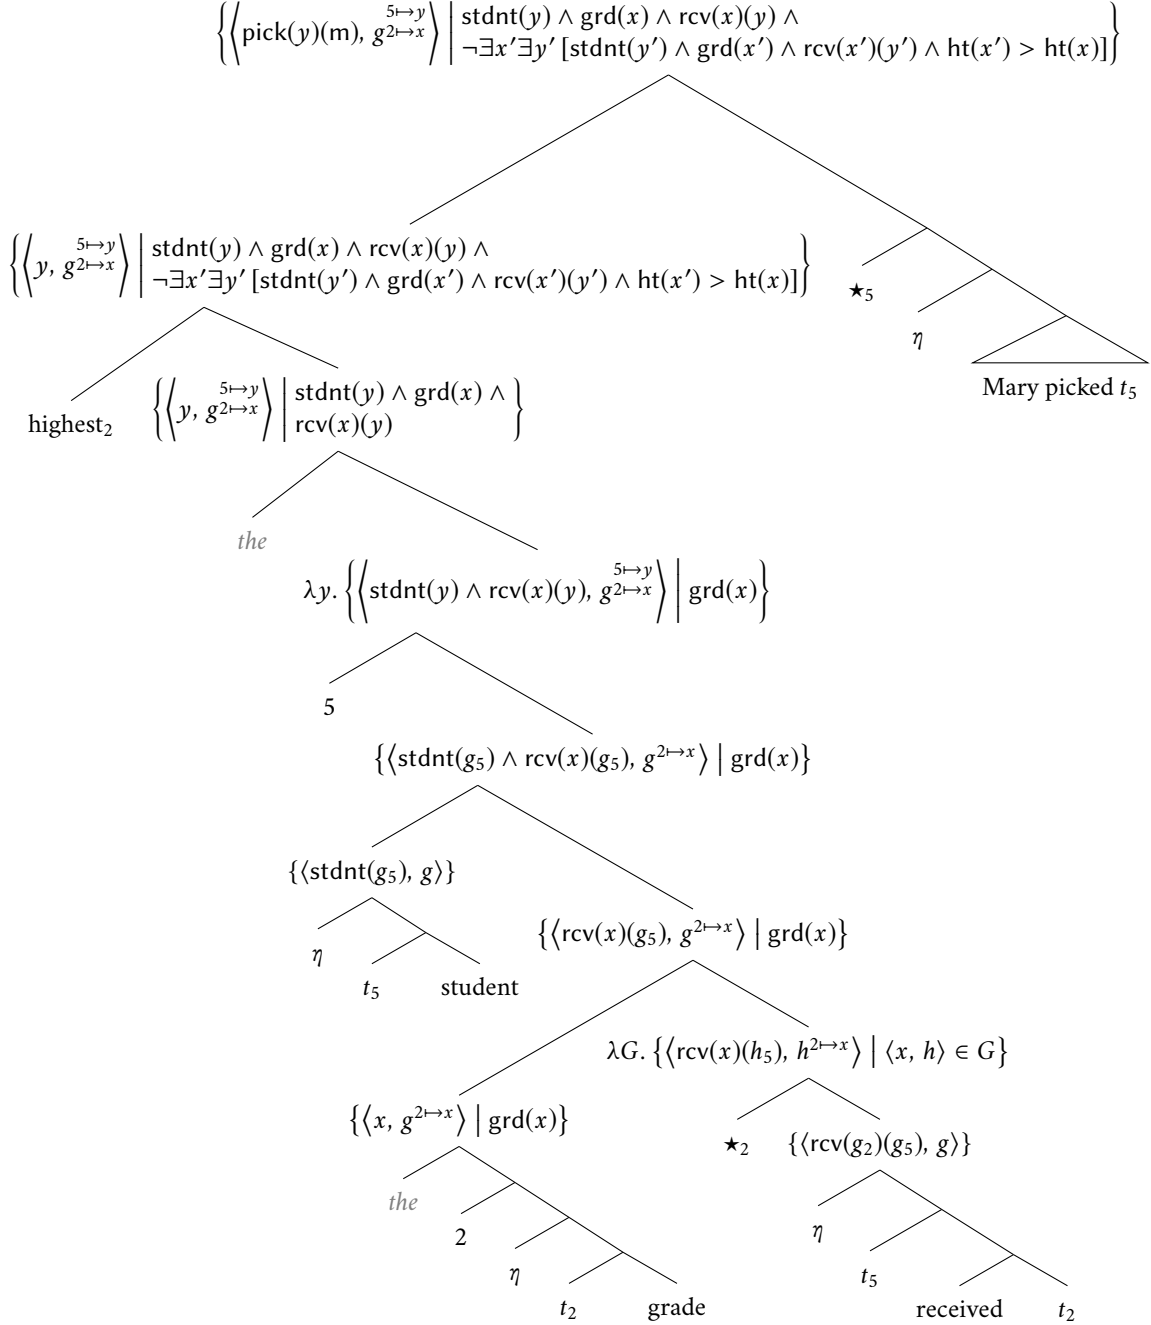 {⟨pick(y)(m), g^{5↦y 2↦x}⟩ | stdnt(y) ∧ grd(x) ∧ rcv(x)(y) ∧
¬∃x′∃y′ [stdnt(y′) ∧ grd(x′) ∧ rcv(x′)(y′) ∧ ht(x′) > ht(x)]}
{⟨y, g^{5↦y 2↦x}⟩ | stdnt(y) ∧ grd(x) ∧ rcv(x)(y) ∧
¬∃x′∃y′ [stdnt(y′) ∧ grd(x′) ∧ rcv(x′)(y′) ∧ ht(x′) > ht(x)]}
★₅
η
Mary picked t₅
highest₂
{⟨y, g^{5↦y 2↦x}⟩ | stdnt(y) ∧ grd(x) ∧
rcv(x)(y)}
the
λy. {⟨stdnt(y) ∧ rcv(x)(y), g^{5↦y 2↦x}⟩ | grd(x)}
5
{⟨stdnt(g₅) ∧ rcv(x)(g₅), g^{2↦x}⟩ | grd(x)}
{⟨stdnt(g₅), g⟩}
η
t₅
student
{⟨rcv(x)(g₅), g^{2↦x}⟩ | grd(x)}
λG. {⟨rcv(x)(h₅), h^{2↦x}⟩ | ⟨x, h⟩ ∈ G}
{⟨x, g^{2↦x}⟩ | grd(x)}
the
2
η
t₂
grade
★₂
{⟨rcv(g₂)(g₅), g⟩}
η
t₅
received
t₂